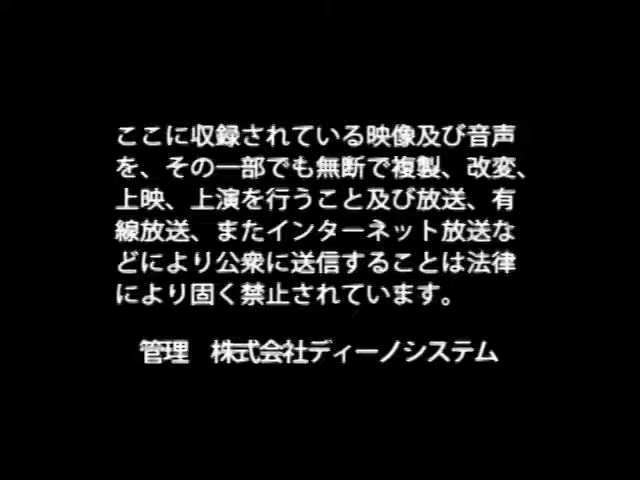 ここに収録されている映像及び音声
を、その一部でも無断で複製、改変、
上映、上演を行うこと及び放送、有
線放送、またインターネット放送な
どにより公衆に送信することは法律
により固く禁止されています。
管理　株式会社ディーノシステム